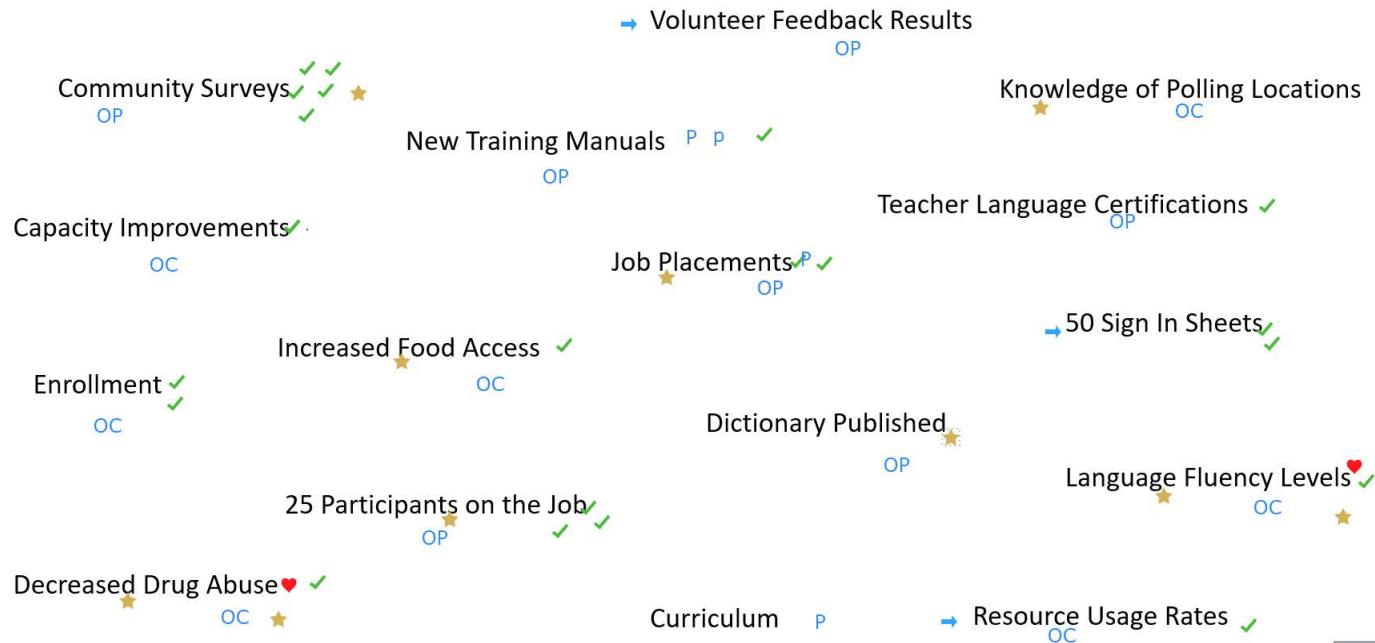 Volunteer Feedback Results
OP
Community Surveys
OP
Knowledge of Polling Locations
OC
New Training Manuals P p
OP
Teacher Language Certifications
OP
Capacity Improvements
OC
Job Placements P
OP
50 Sign In Sheets
Increased Food Access
OC
Enrollment
OC
Dictionary Published
OP
Language Fluency Levels
OC
25 Participants on the Job
OP
Decreased Drug Abuse
OC
Curriculum P
Resource Usage Rates
OC